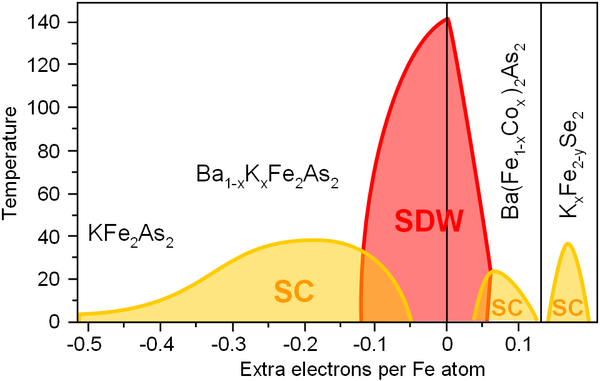 140
120
100
80
60
40
20
0
Temperature
KFe₂As₂
Ba₁₋ₓKₓFe₂As₂
SDW
SC
SC
SC
Ba(Fe₁₋ₓCoₓ)₂As₂
KₓFe₂₋ᵧSe₂
-0.5 -0.4 -0.3 -0.2 -0.1 0 0.1
Extra electrons per Fe atom